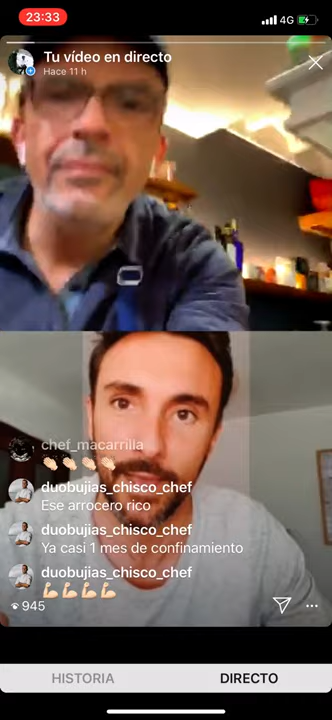 23:33
4G
Tu vídeo en directo
Hace 11 h
chef_macarrilla
👏🏻👏🏻👏🏻👏🏻
duobujias_chisco_chef
Ese arrocero rico
duobujias_chisco_chef
Ya casi 1 mes de confinamiento
duobujias_chisco_chef
💪🏻💪🏻💪🏻💪🏻
945
HISTORIA
DIRECTO